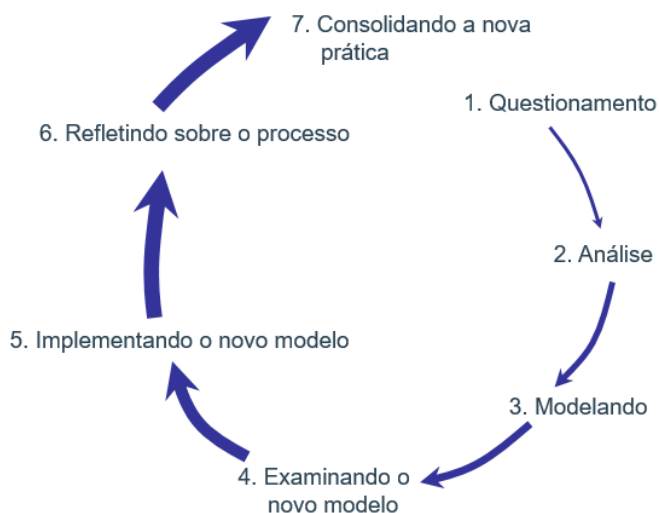 1. Questionamento
2. Análise
3. Modelando
4. Examinando o
novo modelo
5. Implementando o novo modelo
6. Refletindo sobre o processo
7. Consolidando a nova
prática